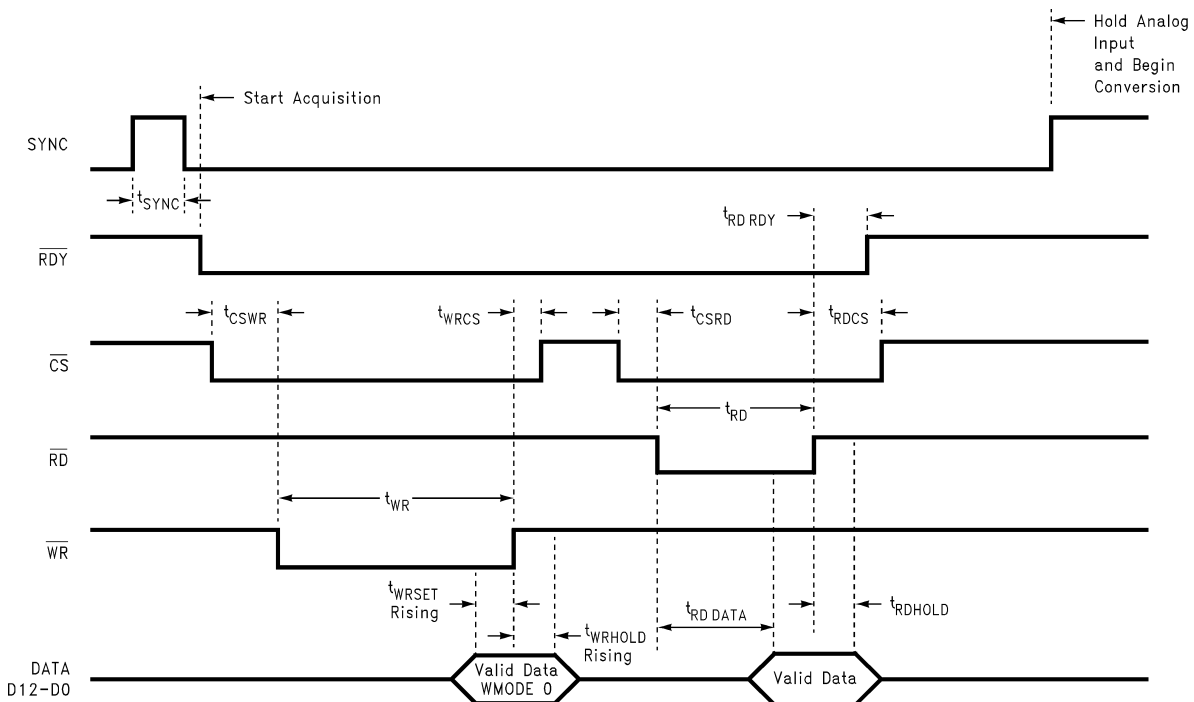 Hold Analog
Input
and Begin
Conversion
Start Acquisition
SYNC
tSYNC
tRD RDY
RDY
tCSWR
tWRCS
tCSRD
tRDCS
CS
tRD
RD
tWR
WR
tWRSET
Rising
tRD DATA
tRDHOLD
tWRHOLD
Rising
DATA
D12-D0
Valid Data
WMODE 0
Valid Data